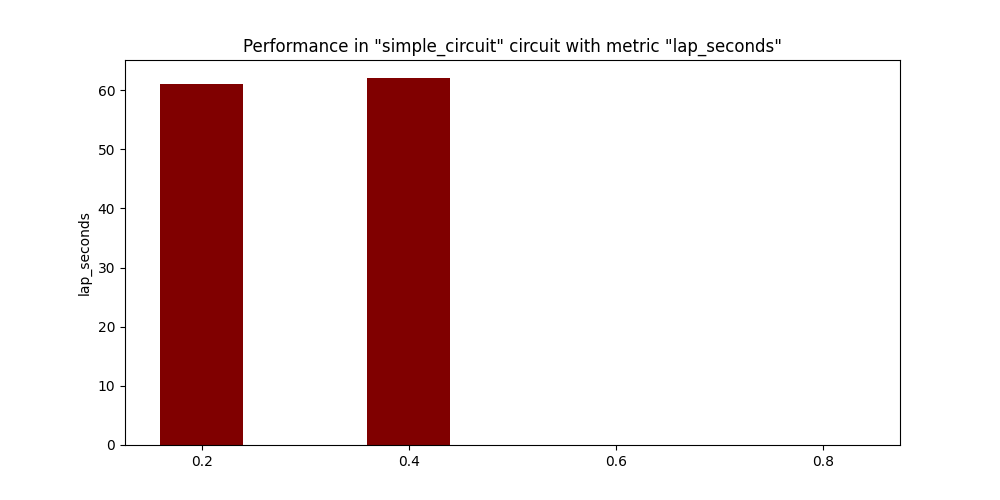 Performance in "simple_circuit" circuit with metric "lap_seconds"
60
50
40
30
20
10
0
lap_seconds
0.2 0.4 0.6 0.8